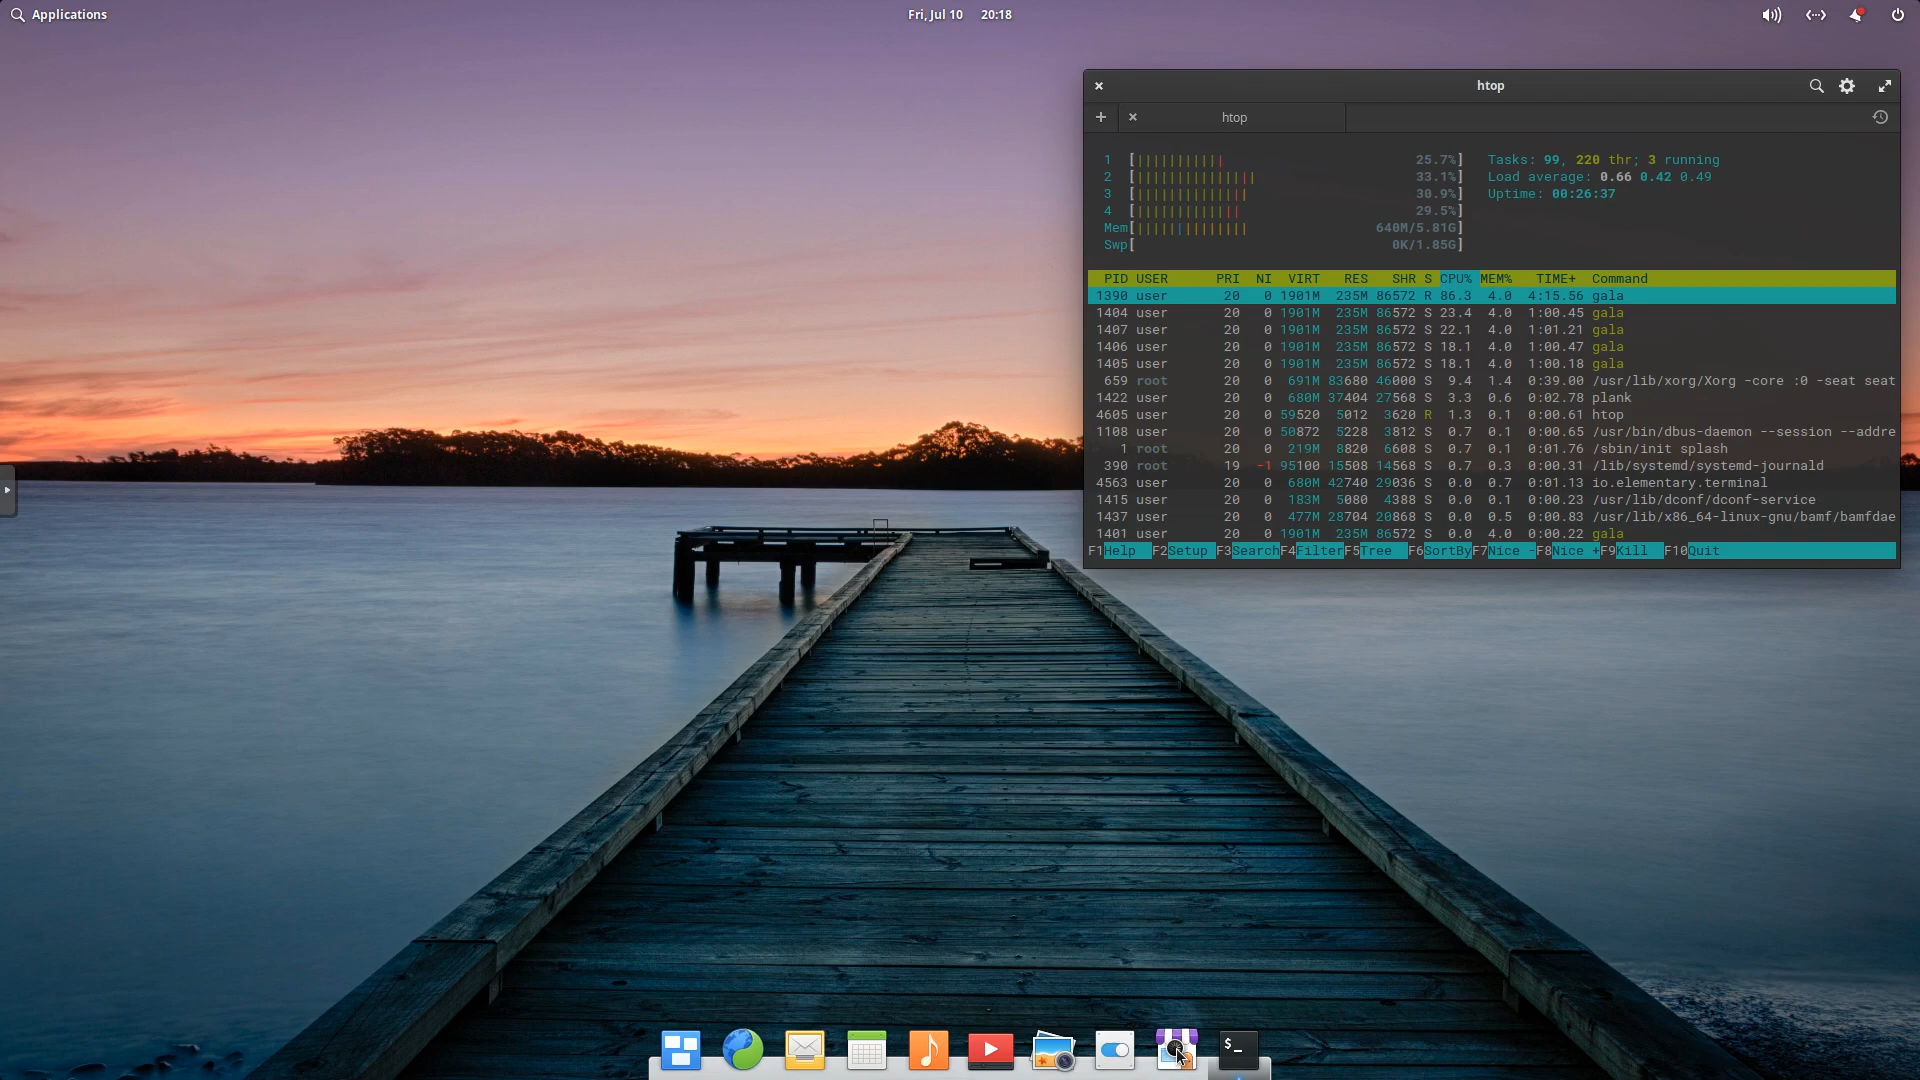 Applications
Fri, Jul 10 20:18
htop
htop
1 [|||||||||||                    25.7%] Tasks: 99, 220 thr; 3 running
2 [|||||||||||||||                33.1%] Load average: 0.66 0.42 0.49
3 [||||||||||||||                 30.9%] Uptime: 00:26:37
4 [|||||||||||||                  29.5%]
Mem[||||||||||||||           640M/5.81G]
Swp[                            0K/1.85G]
PID USER PRI NI VIRT RES SHR S CPU% MEM% TIME+ Command
1390 user 20 0 1901M 235M 86572 R 86.3 4.0 4:15.56 gala
1404 user 20 0 1901M 235M 86572 S 23.4 4.0 1:00.45 gala
1407 user 20 0 1901M 235M 86572 S 22.1 4.0 1:01.21 gala
1406 user 20 0 1901M 235M 86572 S 18.1 4.0 1:00.47 gala
1405 user 20 0 1901M 235M 86572 S 18.1 4.0 1:00.18 gala
659 root 20 0 691M 83680 46000 S 9.4 1.4 0:39.00 /usr/lib/xorg/Xorg -core :0 -seat seat
1422 user 20 0 680M 37404 27568 S 3.3 0.6 0:02.78 plank
4605 user 20 0 59520 5012 3620 R 1.3 0.1 0:00.61 htop
1108 user 20 0 50872 5228 3812 S 0.7 0.1 0:00.65 /usr/bin/dbus-daemon --session --addre
1 root 20 0 219M 8820 6608 S 0.7 0.1 0:01.76 /sbin/init splash
390 root 19 -1 95100 15508 14568 S 0.7 0.3 0:00.31 /lib/systemd/systemd-journald
4563 user 20 0 680M 42740 29036 S 0.0 0.7 0:01.13 io.elementary.terminal
1415 user 20 0 183M 5080 4388 S 0.0 0.1 0:00.23 /usr/lib/dconf/dconf-service
1437 user 20 0 477M 28704 20868 S 0.0 0.5 0:00.83 /usr/lib/x86_64-linux-gnu/bamf/bamfdae
1401 user 20 0 1901M 235M 86572 S 0.0 4.0 0:00.22 gala
F1Help F2Setup F3SearchF4FilterF5Tree F6SortByF7Nice -F8Nice +F9Kill F10Quit
$_